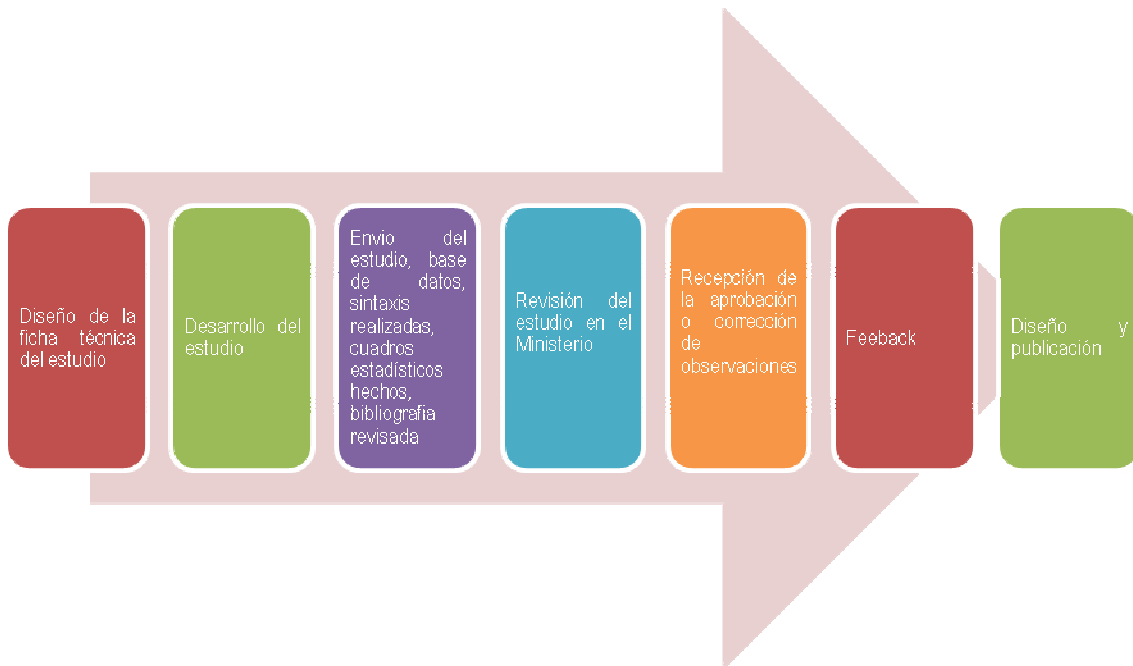 Diseño de la
ficha técnica
del estudio
Desarrollo del
estudio
Envio del
estudio, base
de datos,
sintaxis
realizadas,
cuadros
estadísticos
hechos,
bibliografia
revisada
Revisión del
estudio en el
Ministerio
Recepción de
la aprobación
o corrección
de
observaciones
Feeback
Diseño y
publicación